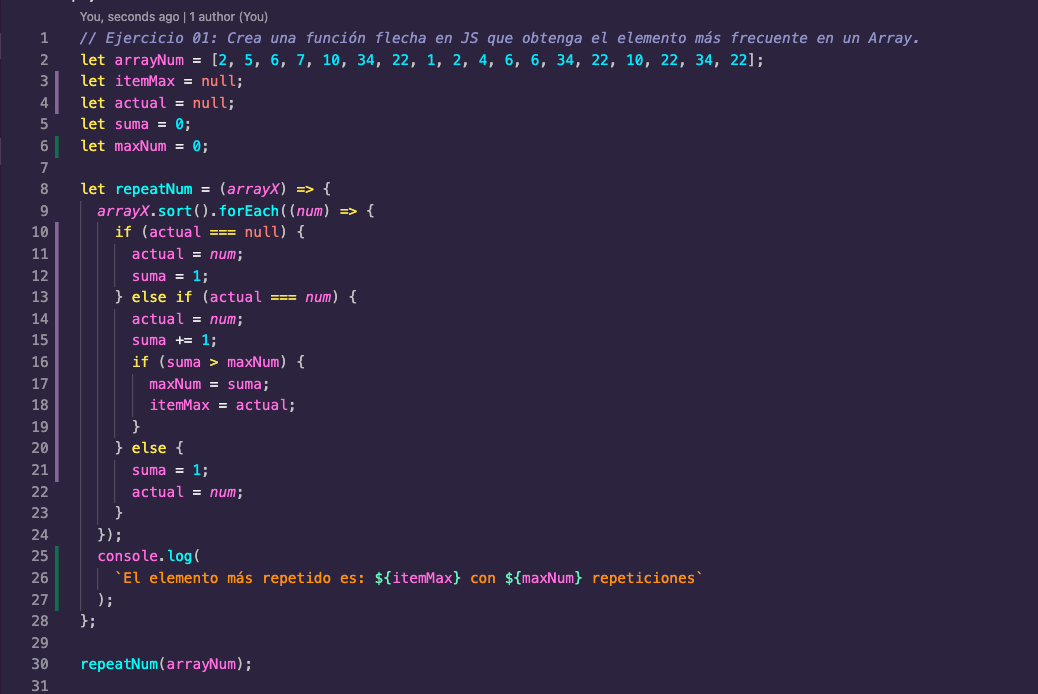 You, seconds ago | 1 author (You)
1 // Ejercicio 01: Crea una función flecha en JS que obtenga el elemento más frecuente en un Array.
2 let arrayNum = [2, 5, 6, 7, 10, 34, 22, 1, 2, 4, 6, 6, 34, 22, 10, 22, 34, 22];
3 let itemMax = null;
4 let actual = null;
5 let suma = 0;
6 let maxNum = 0;
7
8 let repeatNum = (arrayX) => {
9   arrayX.sort().forEach((num) => {
10     if (actual === null) {
11       actual = num;
12       suma = 1;
13     } else if (actual === num) {
14       actual = num;
15       suma += 1;
16       if (suma > maxNum) {
17         maxNum = suma;
18         itemMax = actual;
19       }
20     } else {
21       suma = 1;
22       actual = num;
23     }
24   });
25   console.log(
26     `El elemento más repetido es: ${itemMax} con ${maxNum} repeticiones`
27   );
28 };
29
30 repeatNum(arrayNum);
31